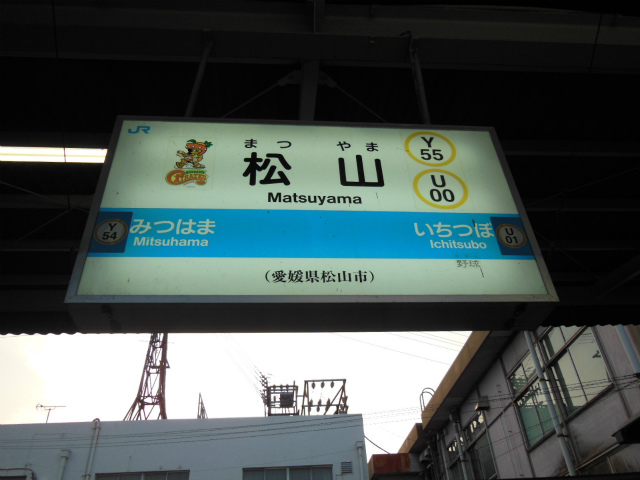 JR
まつやま
松山
Matsuyama
Y
55
U
00
Y
54
みつはま
Mitsuhama
いちつぼ
Ichitsubo
U
01
野球
(愛媛県松山市)